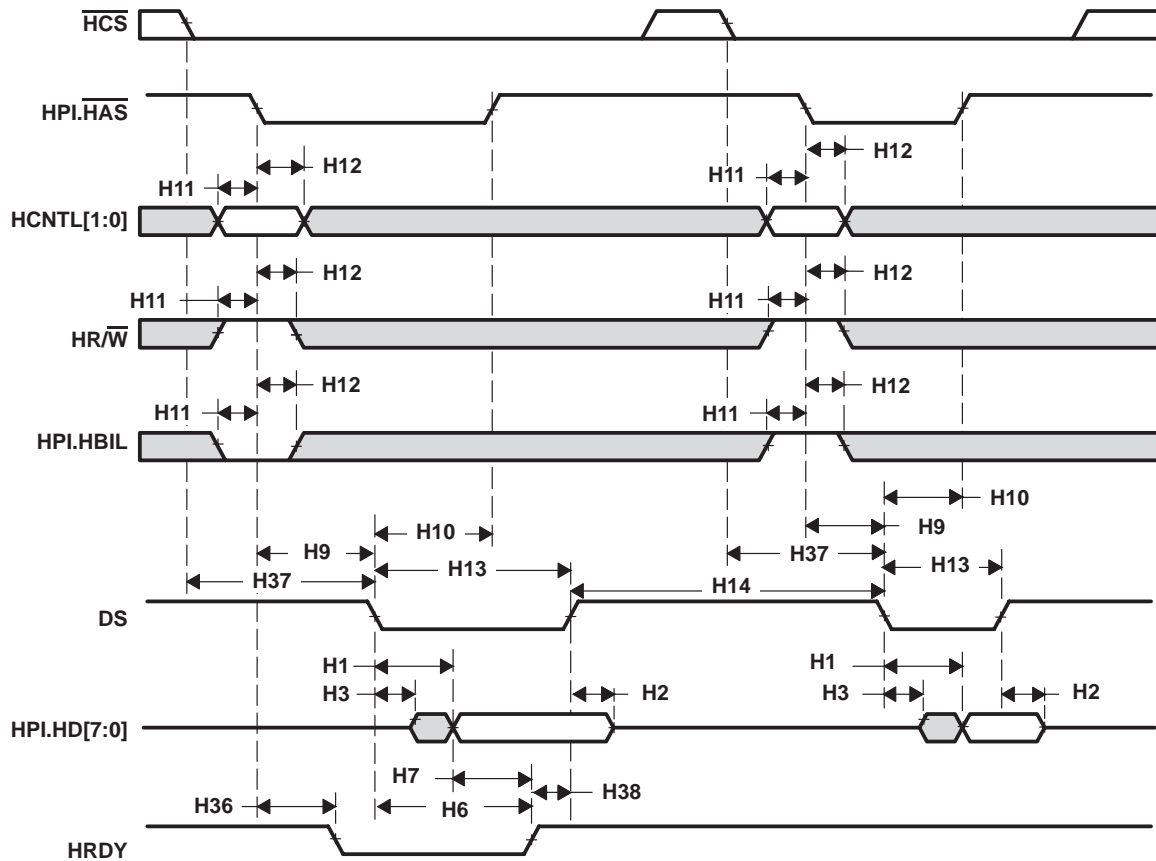 HCS
HPI.HAS
H12 H12
H11 H11
HCNTL[1:0]
H12 H12
H11 H11
HR/W
H12 H12
H11 H11
HPI.HBIL
H10
H10 H9
H9 H37
H13 H13
H37 H14
DS
H1 H1
H3 H2 H3 H2
HPI.HD[7:0]
H7
H38
H36 H6
HRDY